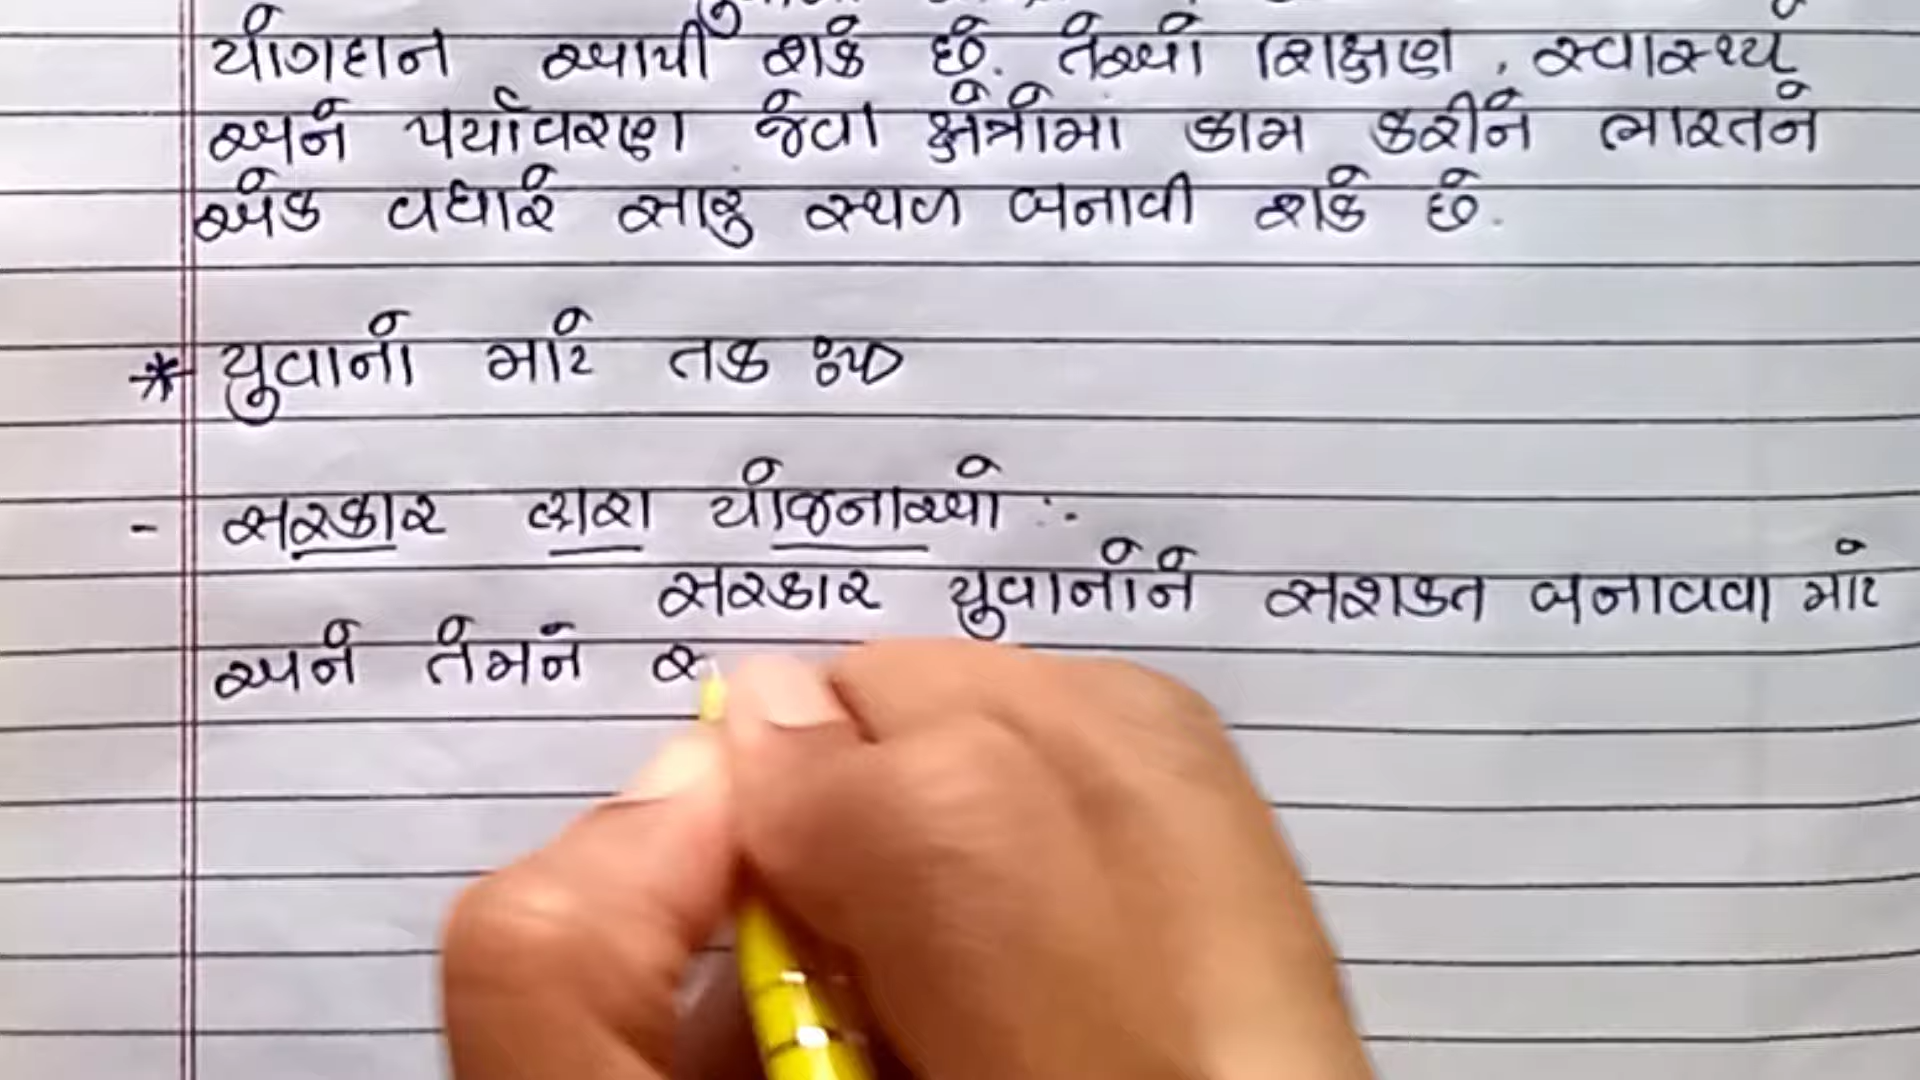 યોગદાન આપી શકે છે. તેઓ શિક્ષણ, સ્વાસ્થ્ય
અને પર્યાવરણ જેવા ક્ષેત્રોમાં કામ કરીને ભારતને
એક વધારે સારુ સ્થળ બનાવી શકે છે.
* યુવાનો માટે તક :->
- સરકાર દ્વારા યોજનાઓ :-
સરકાર યુવાનોને સશક્ત બનાવવા માટે
અને તેમને